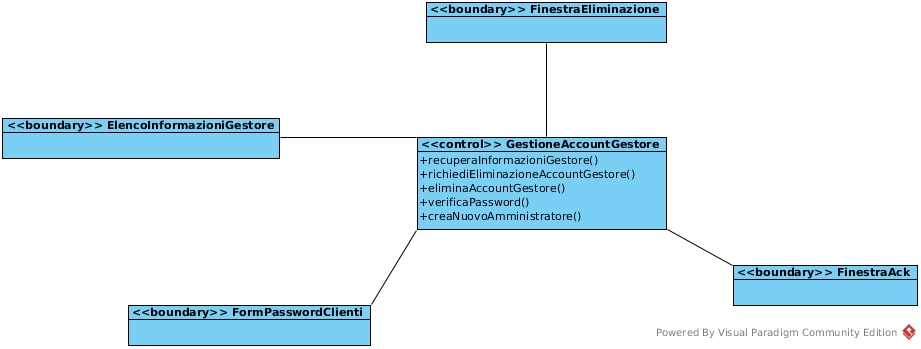 <<boundary>> FinestraEliminazione
<<boundary>> ElencoInformazioniGestore
<<control>> GestioneAccountGestore
+recuperaInformazioniGestore()
+richiediEliminazioneAccountGestore()
+eliminaAccountGestore()
+verificaPassword()
+creaNuovoAmministratore()
<<boundary>> FinestraAck
<<boundary>> FormPasswordClienti
Powered By Visual Paradigm Community Edition